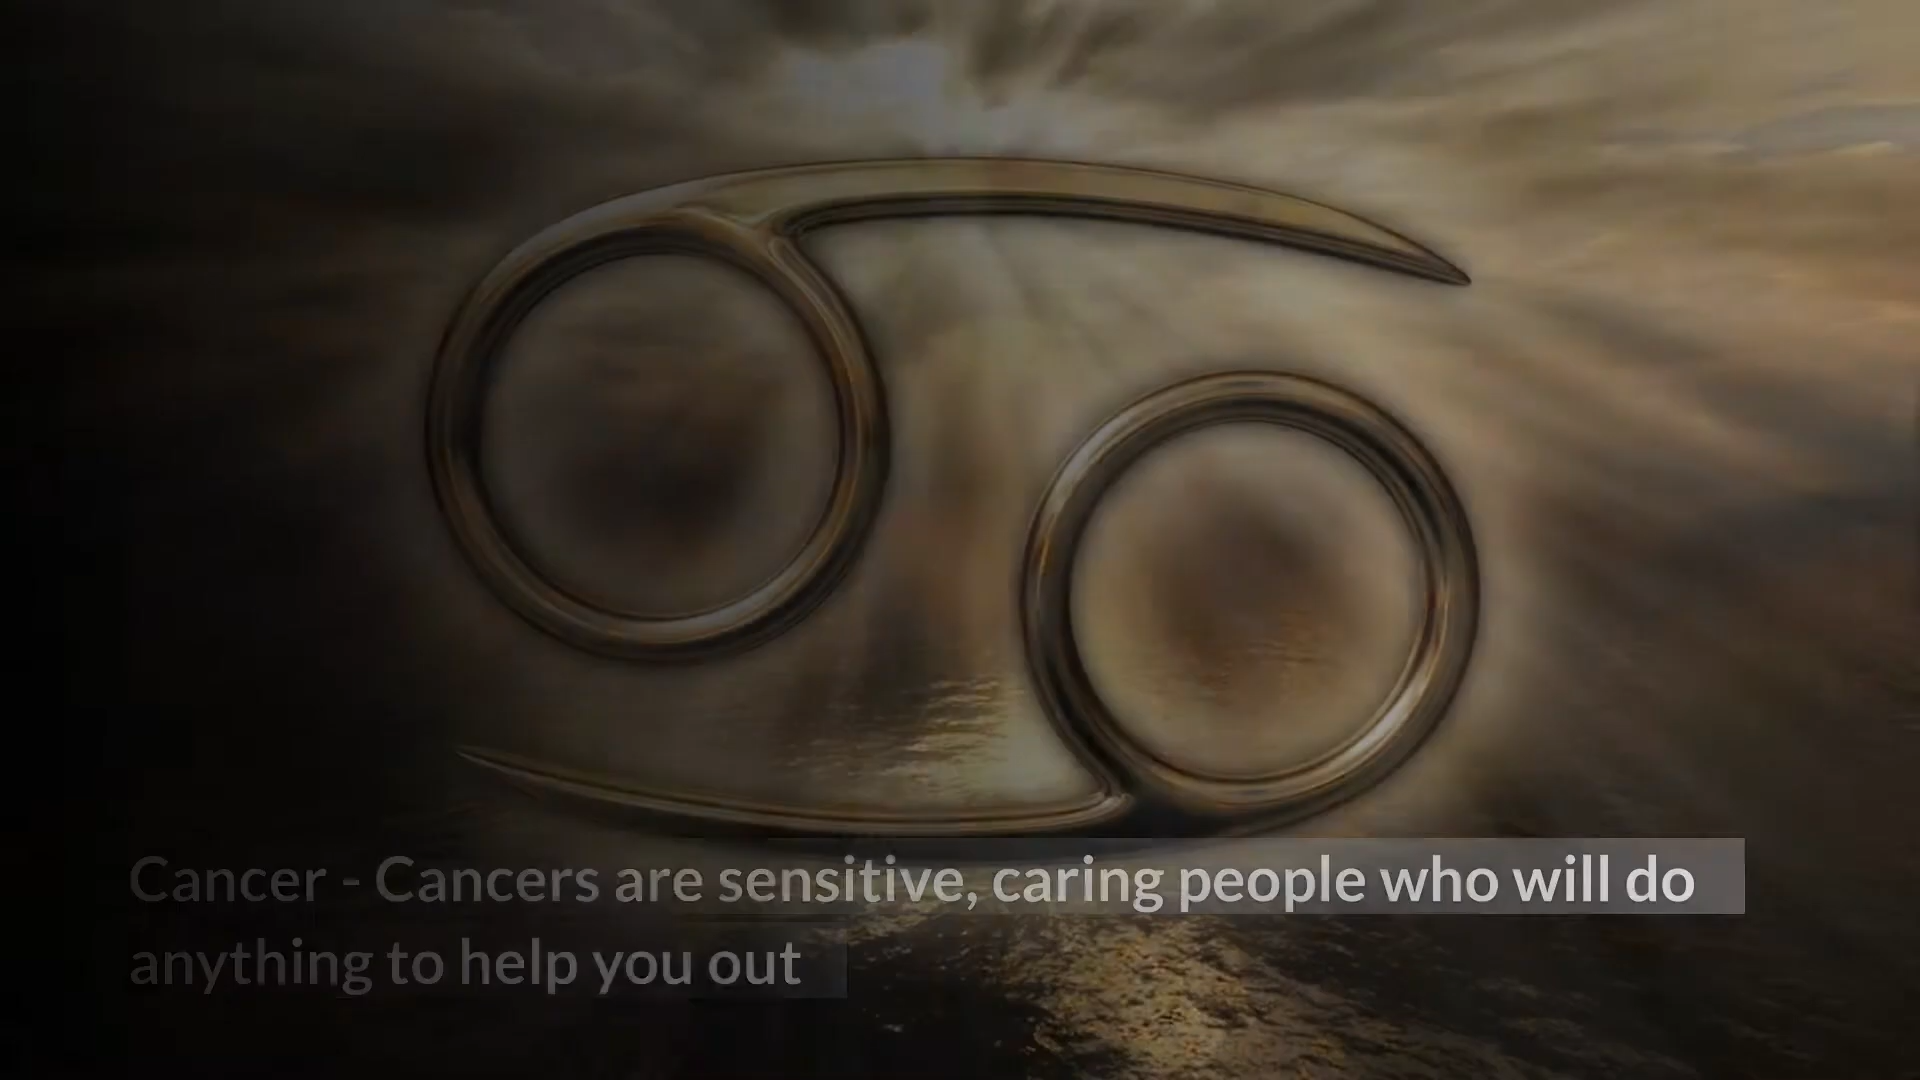 Cancer - Cancers are sensitive, caring people who will do
anything to help you out